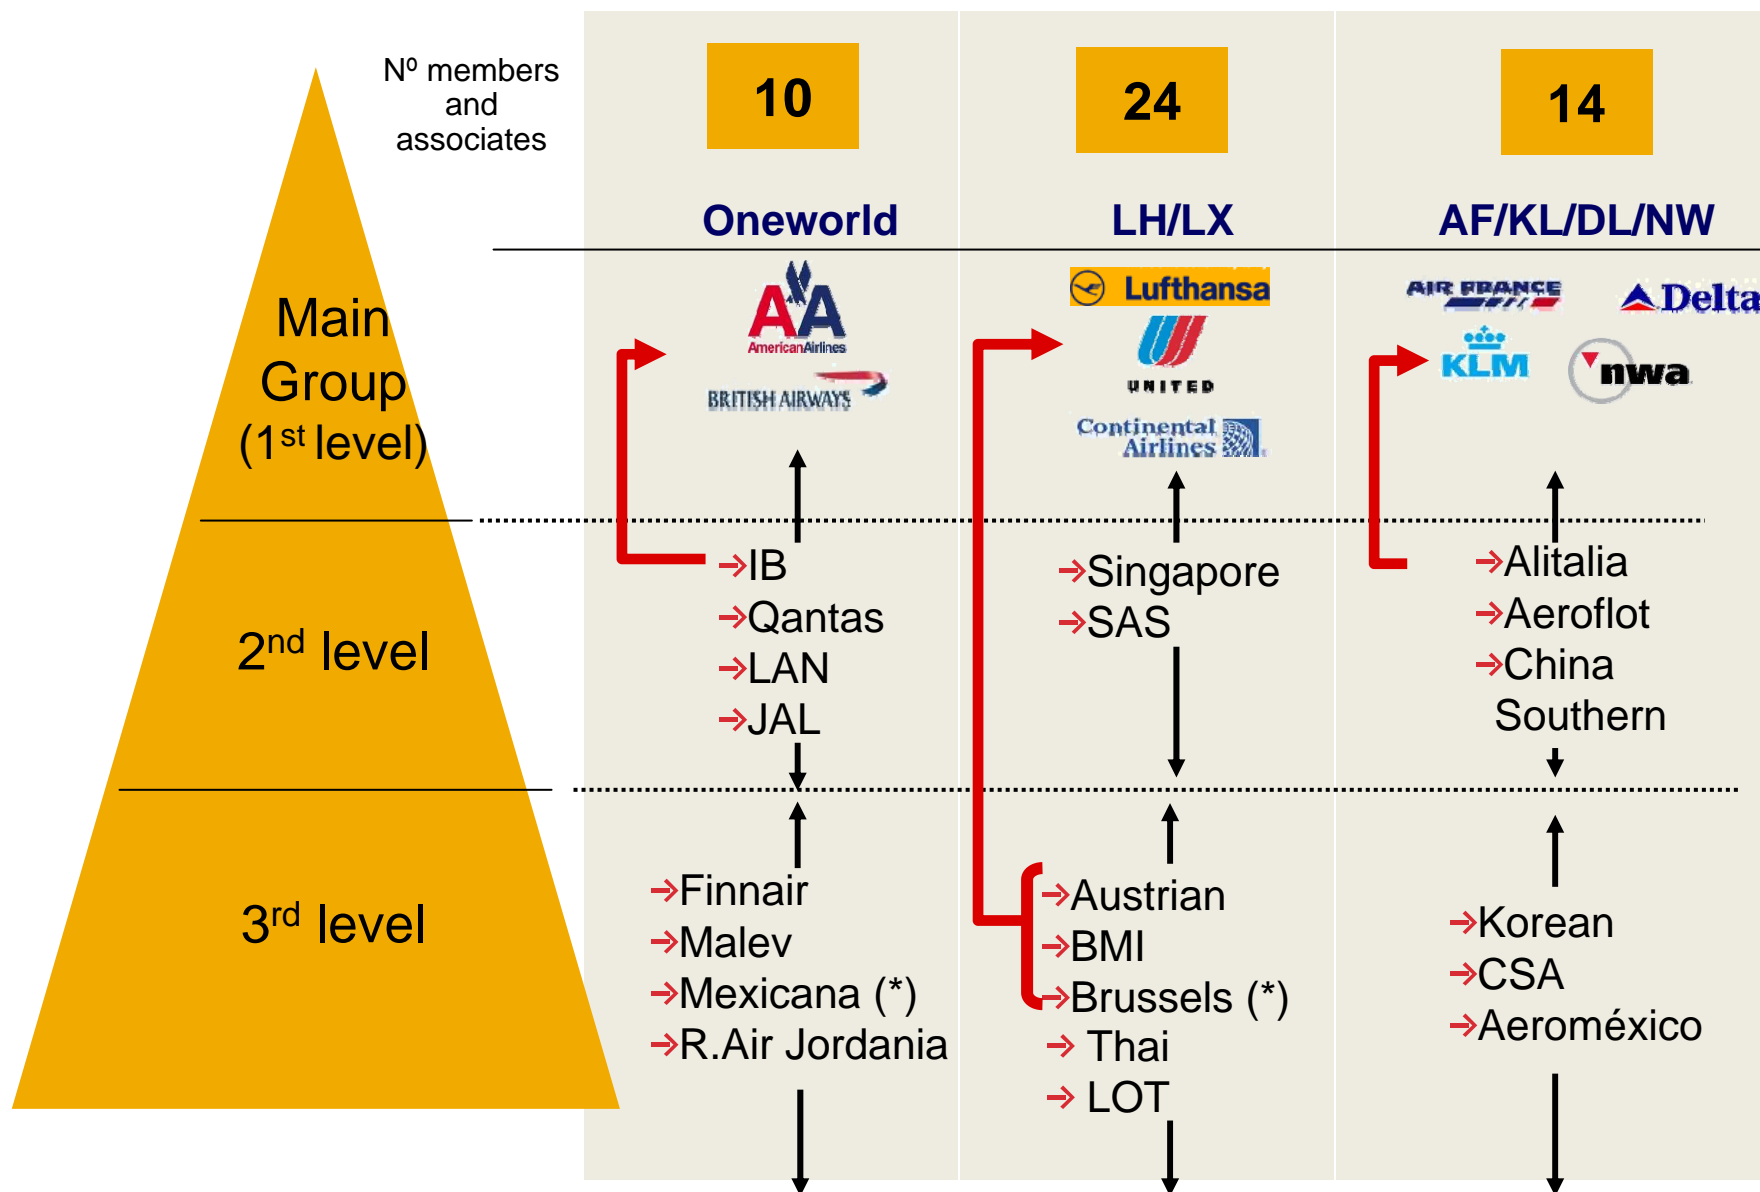 Nº members
and
associates
10
24
14
Oneworld
LH/LX
AF/KL/DL/NW
Main
Group
(1st level)
AA
AmericanAirlines
BRITISH AIRWAYS
Lufthansa
UNITED
Continental
Airlines
AIR FRANCE
Delta
KLM
nwa
2nd level
IB
Qantas
LAN
JAL
Singapore
SAS
Alitalia
Aeroflot
China
Southern
3rd level
Finnair
Malev
Mexicana (*)
R.Air Jordania
Austrian
BMI
Brussels (*)
Thai
LOT
Korean
CSA
Aeroméxico